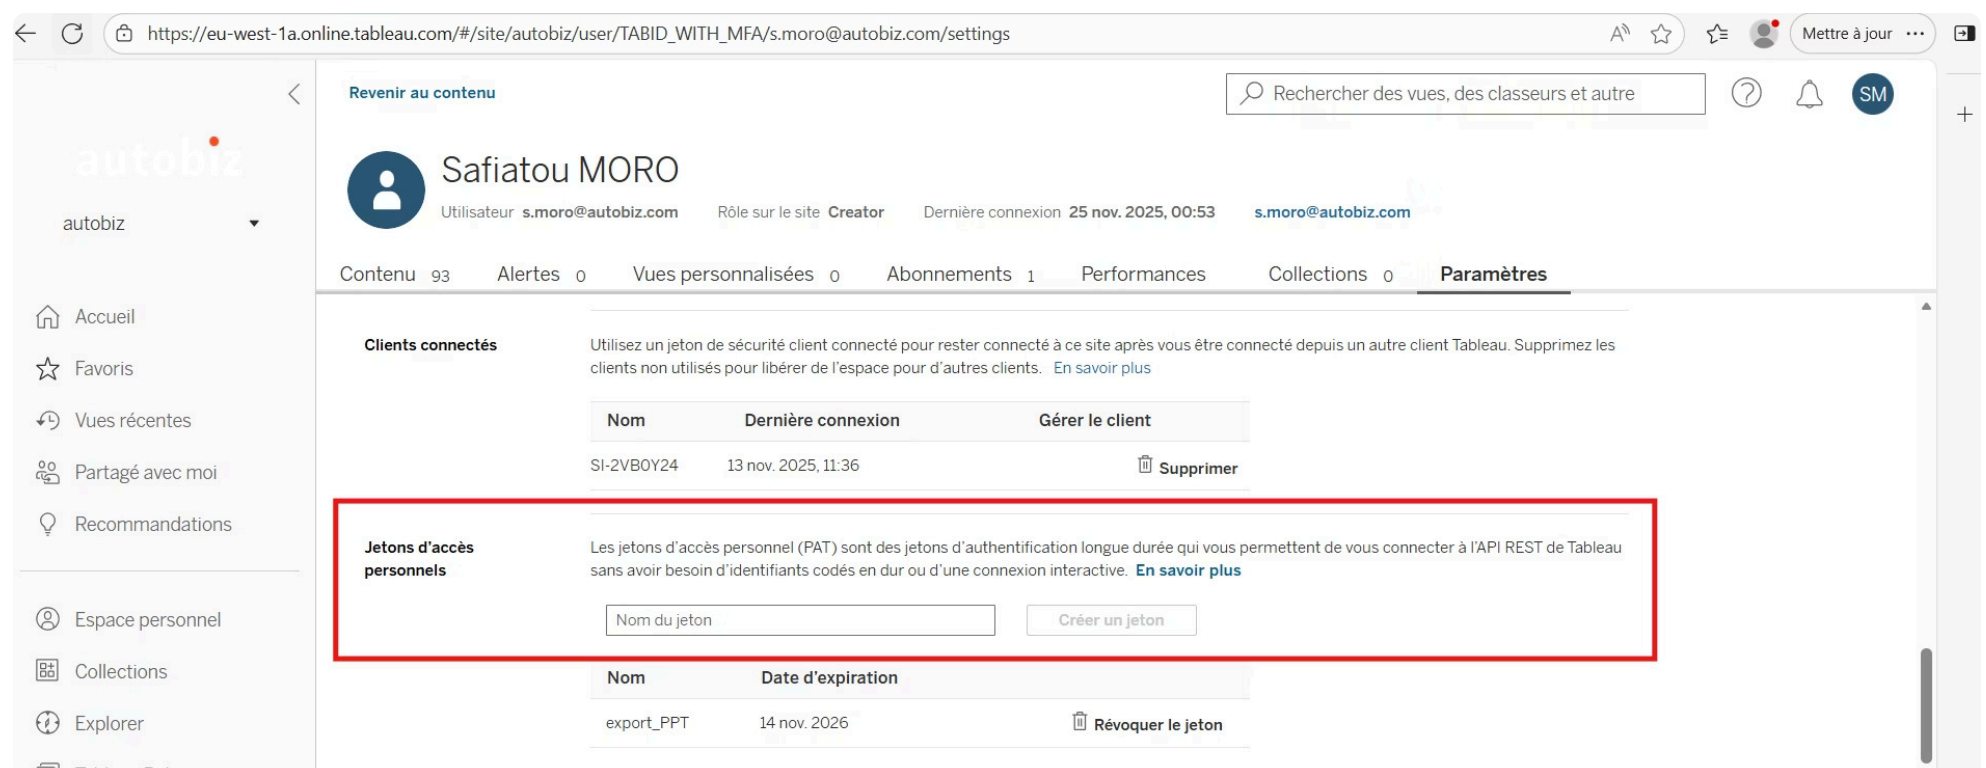 https://eu-west-1a.online.tableau.com/#/site/autobiz/user/TABID_WITH_MFA/s.moro@autobiz.com/settings
Mettre à jour
Revenir au contenu
Rechercher des vues, des classeurs et autre
SM
autobiz
Safiatou MORO
Utilisateur s.moro@autobiz.com Rôle sur le site Creator Dernière connexion 25 nov. 2025, 00:53 s.moro@autobiz.com
autobiz
Contenu 93 Alertes 0 Vues personnalisées 0 Abonnements 1 Performances Collections 0 Paramètres
Accueil
Favoris
Vues récentes
Partagé avec moi
Recommandations
Espace personnel
Collections
Explorer
Clients connectés
Utilisez un jeton de sécurité client connecté pour rester connecté à ce site après vous être connecté depuis un autre client Tableau. Supprimez les
clients non utilisés pour libérer de l'espace pour d'autres clients. En savoir plus
Nom Dernière connexion Gérer le client
SI-2VB0Y24 13 nov. 2025, 11:36 Supprimer
Jetons d'accès
personnels
Les jetons d'accès personnel (PAT) sont des jetons d'authentification longue durée qui vous permettent de vous connecter à l'API REST de Tableau
sans avoir besoin d'identifiants codés en dur ou d'une connexion interactive. En savoir plus
Nom du jeton
Créer un jeton
Nom Date d'expiration
export_PPT 14 nov. 2026 Révoquer le jeton